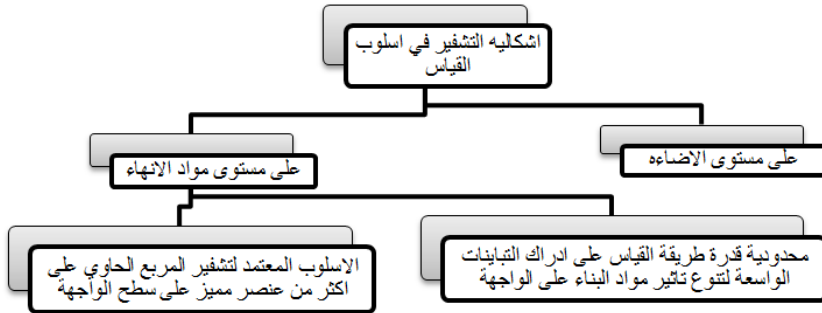 اشكاليه التشفير في اسلوب
القياس
على مستوى الاضاءه
على مستوى مواد الانهاء
محدودية قدرة طريقة القياس على ادراك التباينات
الواسعة لتنوع تاثير مواد البناء على الواجهة
الاسلوب المعتمد لتشفير المربع الحاوي على
اكثر من عنصر مميز على سطح الواجهة